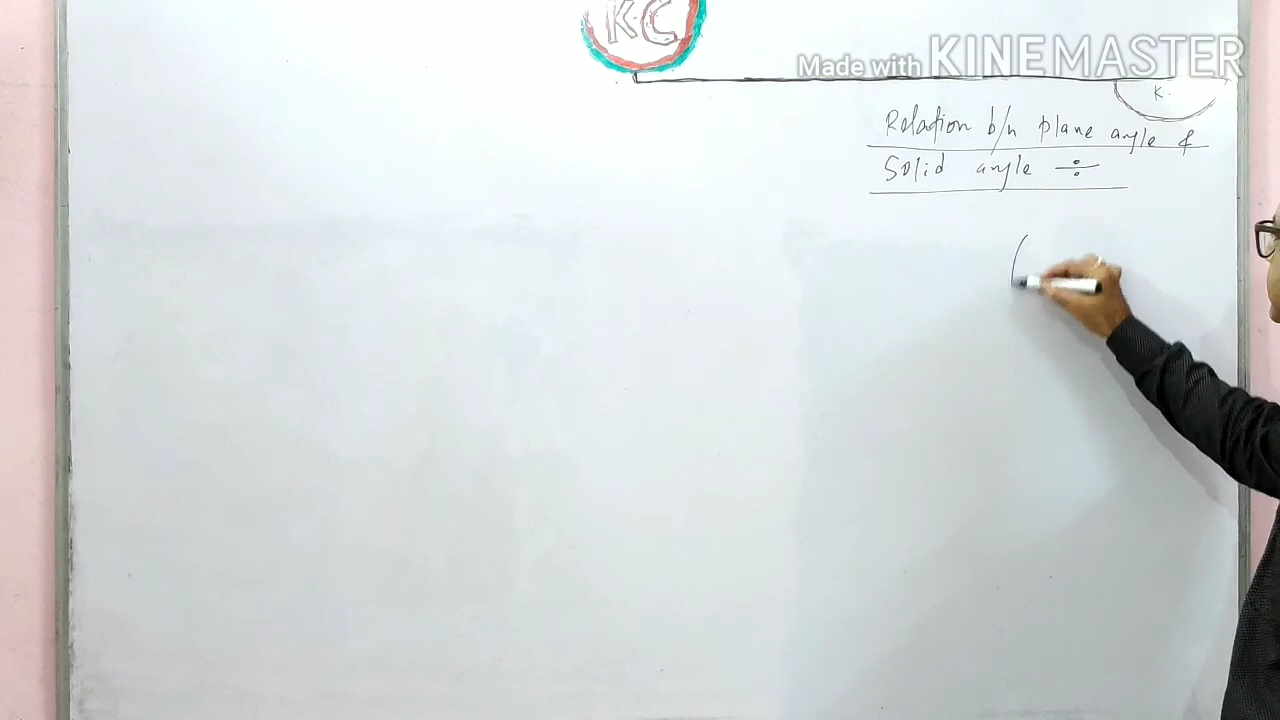 KC
Made with KINEMASTER
K.
Relation b/n plane angle &
Solid angle ÷